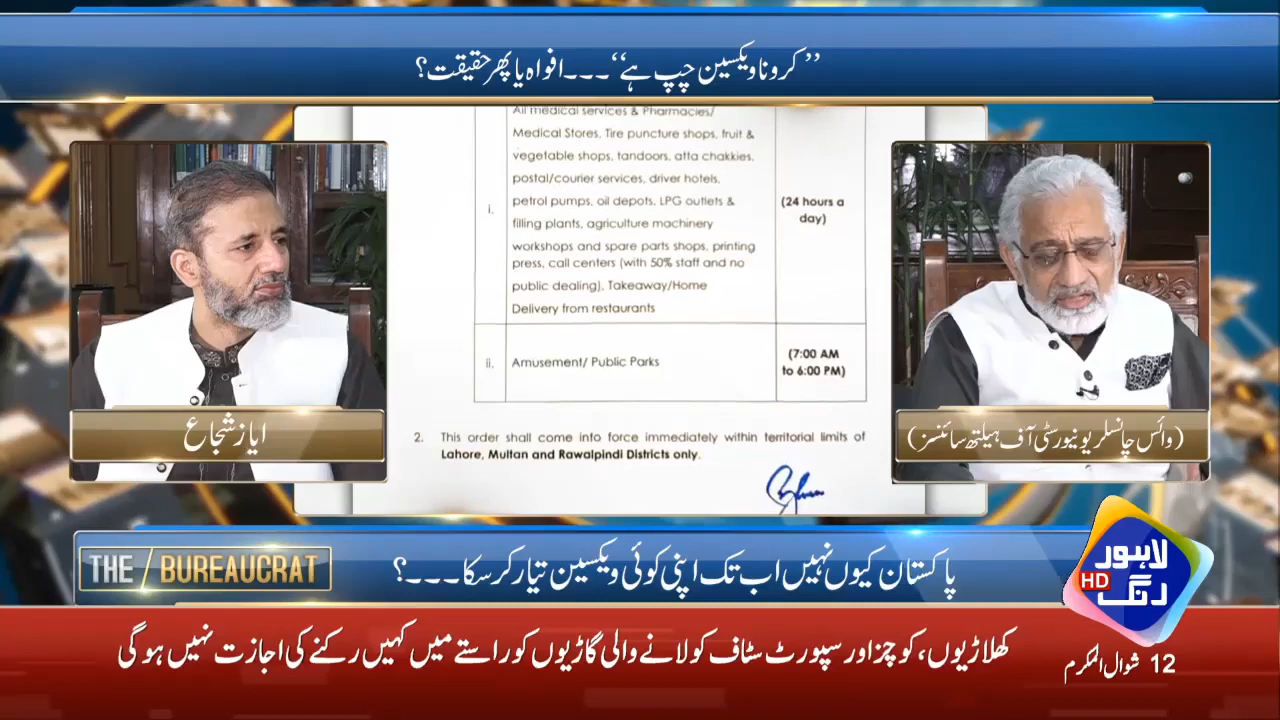 ’’کرونا ویکسین چپ ہے‘‘۔۔۔افواہ یا پھر حقیقت؟
All medical services & Pharmacies/
Medical Stores, Tire puncture shops, fruit &
vegetable shops, tandoors, atta chakkies,
postal/courier services, driver hotels,
i. petrol pumps, oil depots, LPG outlets & (24 hours a
filling plants, agriculture machinery day)
workshops and spare parts shops, printing
press, call centers (with 50% staff and no
public dealing), Takeaway/Home
Delivery from restaurants
ii. Amusement/ Public Parks (7:00 AM
to 6:00 PM)
2. This order shall come into force immediately within territorial limits of
Lahore, Multan and Rawalpindi Districts only.
ایاز شجاع
(وائس چانسلر یونیورسٹی آف ہیلتھ سائنسز)
THE / BUREAUCRAT
پاکستان کیوں نہیں اب تک اپنی کوئی ویکسین تیار کرسکا۔۔۔؟
لاہور
HD رنگ
کھلاڑیوں، کوچز اور سپورٹ سٹاف کو لانے والی گاڑیوں کو راستے میں کہیں رکنے کی اجازت نہیں ہوگی
12 شوال المکرم